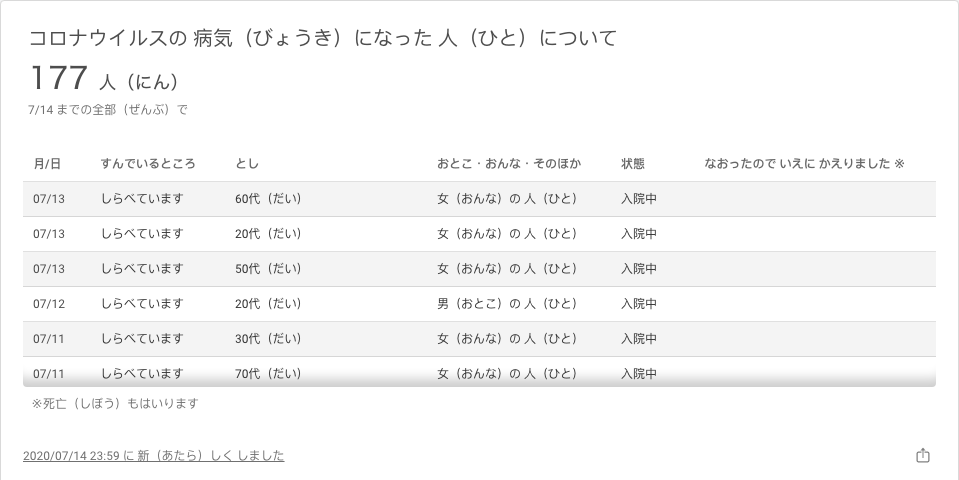 コロナウイルスの 病気（びょうき）になった 人（ひと）について
177 人（にん）
7/14 までの全部（ぜんぶ）で
月/日 すんでいるところ とし おとこ・おんな・そのほか 状態 なおったので いえに かえりました ※
07/13 しらべています 60代（だい） 女（おんな）の 人（ひと） 入院中
07/13 しらべています 20代（だい） 女（おんな）の 人（ひと） 入院中
07/13 しらべています 50代（だい） 女（おんな）の 人（ひと） 入院中
07/12 しらべています 20代（だい） 男（おとこ）の 人（ひと） 入院中
07/11 しらべています 30代（だい） 女（おんな）の 人（ひと） 入院中
07/11 しらべています 70代（だい） 女（おんな）の 人（ひと） 入院中
※死亡（しぼう）もはいります
2020/07/14 23:59 に 新（あたら）しく しました